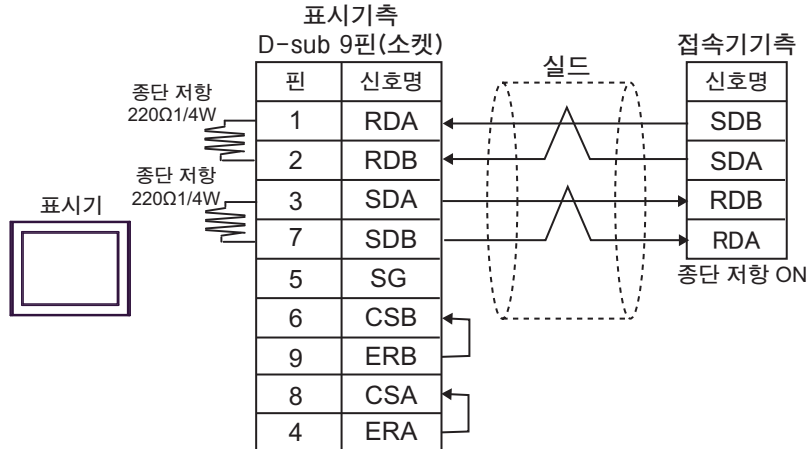 표시기측
D-sub 9핀(소켓)
접속기기측
실드
핀 신호명
신호명
종단 저항
220Ω1/4W
1 RDA
SDB
2 RDB
SDA
종단 저항
220Ω1/4W
3 SDA
RDB
표시기
7 SDB
RDA
5 SG
종단 저항 ON
6 CSB
9 ERB
8 CSA
4 ERA